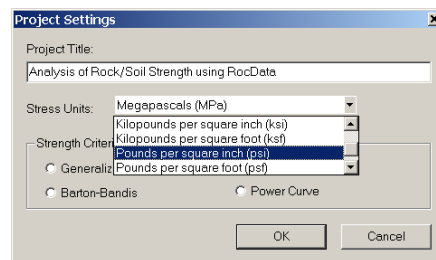 Project Settings
Project Title:
Analysis of Rock/Soil Strength using RocData
Stress Units:
Megapascals (MPa)
Kilopounds per square inch (ksi)
Kilopounds per square foot (ksf)
Pounds per square inch (psi)
Pounds per square foot (psf)
Strength Criteri
Generaliz
Barton-Bandis
Power Curve
OK
Cancel